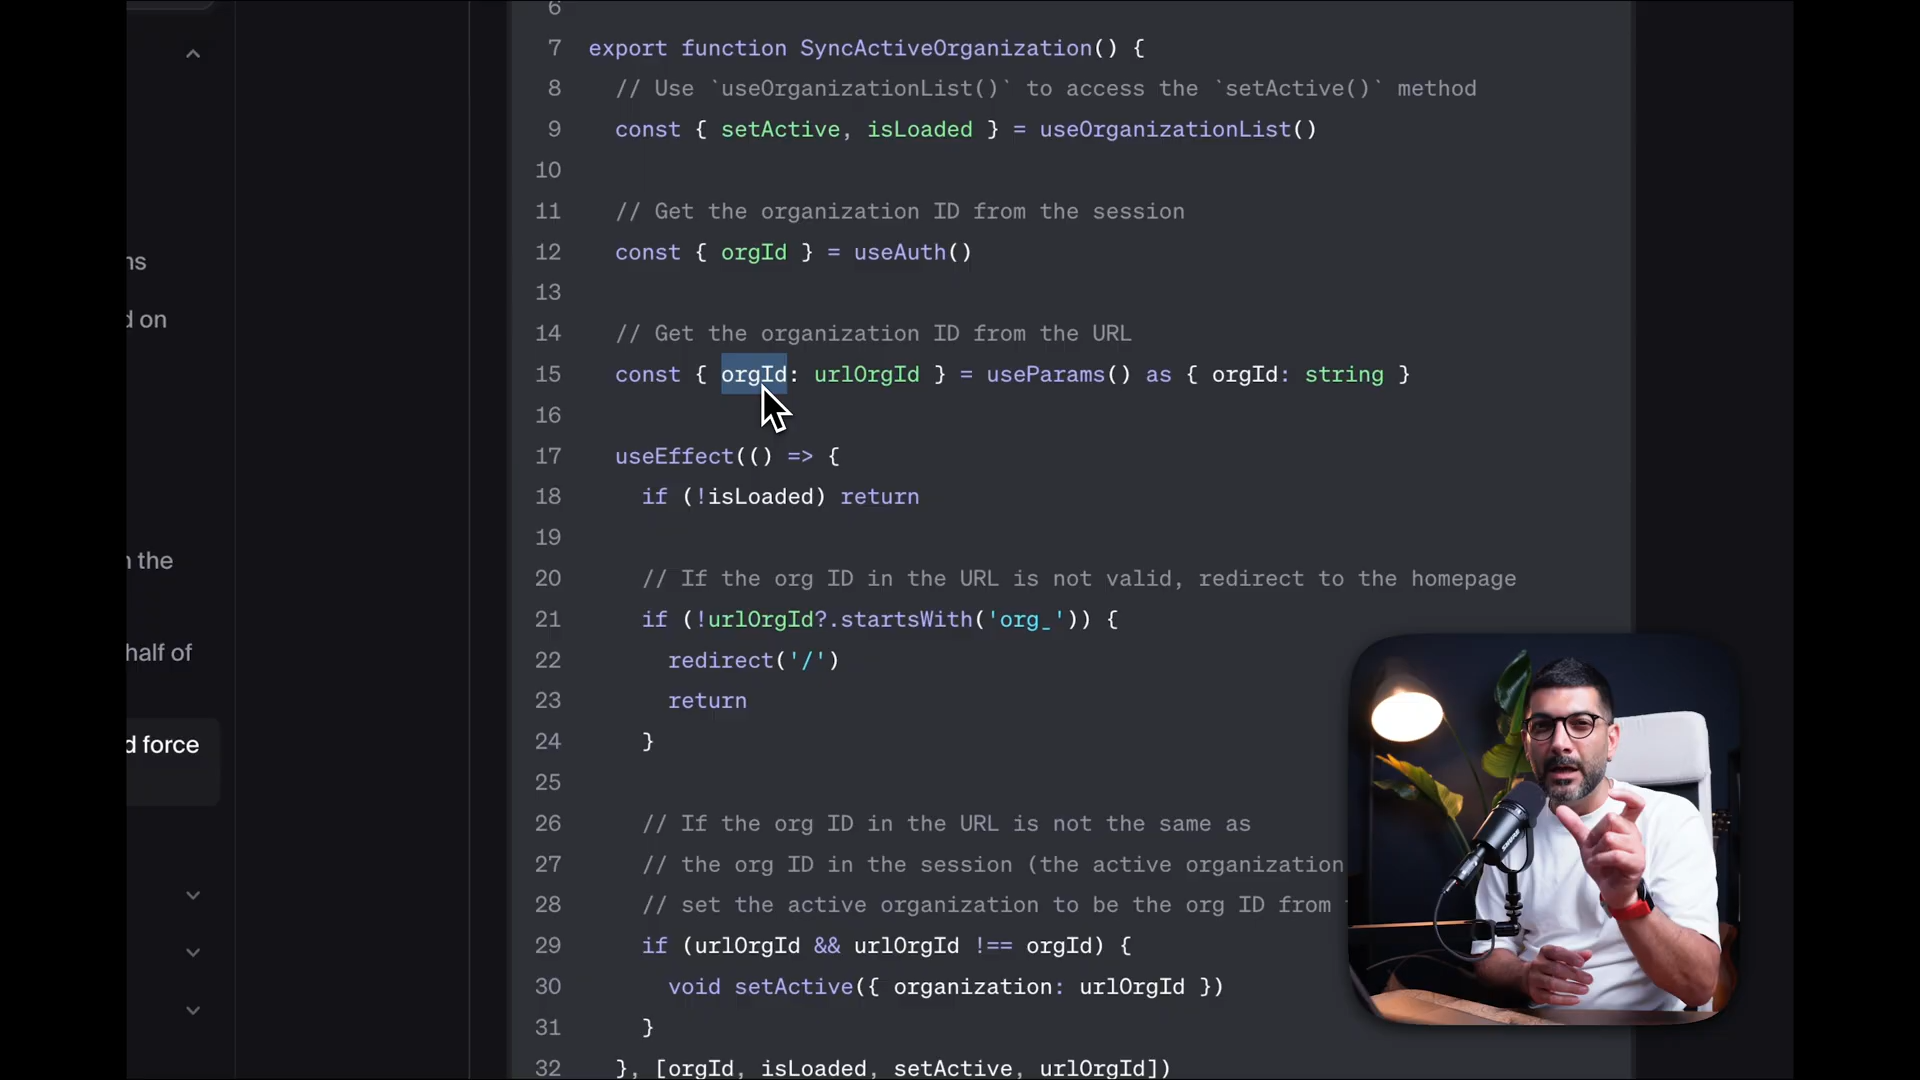 6
7 export function SyncActiveOrganization() {
8 // Use `useOrganizationList()` to access the `setActive()` method
9 const { setActive, isLoaded } = useOrganizationList()
10
11 // Get the organization ID from the session
12 const { orgId } = useAuth()
13
14 // Get the organization ID from the URL
15 const { orgId: urlOrgId } = useParams() as { orgId: string }
16
17 useEffect(() => {
18 if (!isLoaded) return
19
20 // If the org ID in the URL is not valid, redirect to the homepage
21 if (!urlOrgId?.startsWith('org_')) {
22 redirect('/')
23 return
24 }
25
26 // If the org ID in the URL is not the same as
27 // the org ID in the session (the active organization
28 // set the active organization to be the org ID from
29 if (urlOrgId && urlOrgId !== orgId) {
30 void setActive({ organization: urlOrgId })
31 }
32 }, [orgId, isLoaded, setActive, urlOrgId])
d on
the
half of
d force
SHURE